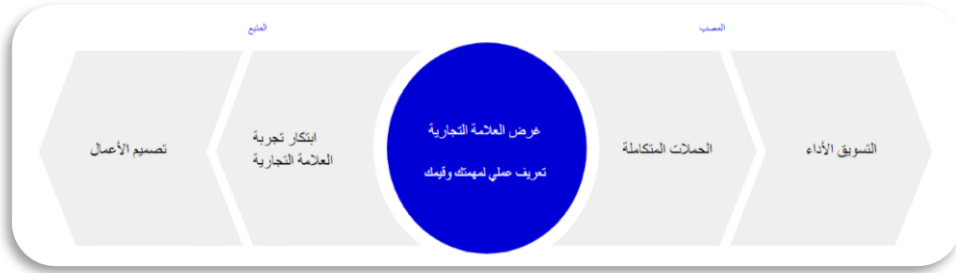 المصب
المنبع
التسويق الأداء
الحملات المتكاملة
غرض العلامة التجارية
تعريف عملي لمهمتك وقيمك
ابتكار تجربة
العلامة التجارية
تصميم الأعمال